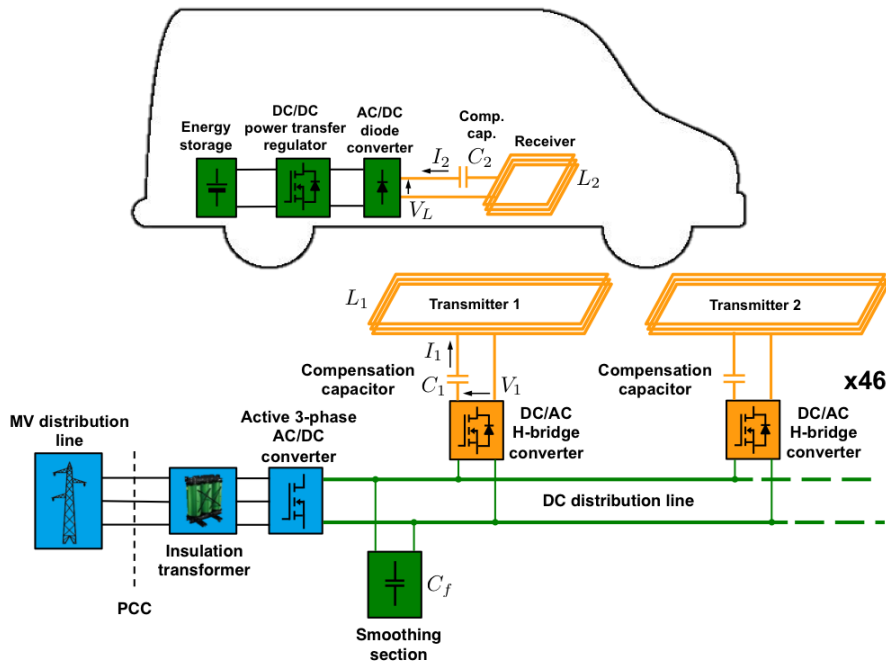 DC/DC
power transfer
regulator
AC/DC
diode
converter
Comp.
cap.
Energy
storage
Receiver
I2
C2
L2
VL
L1
Transmitter 1
Transmitter 2
I1
Compensation
capacitor
C1
V1
Compensation
capacitor
x46
MV distribution
line
Active 3-phase
AC/DC
converter
DC/AC
H-bridge
converter
DC/AC
H-bridge
converter
DC distribution line
Insulation
transformer
PCC
Cf
Smoothing
section